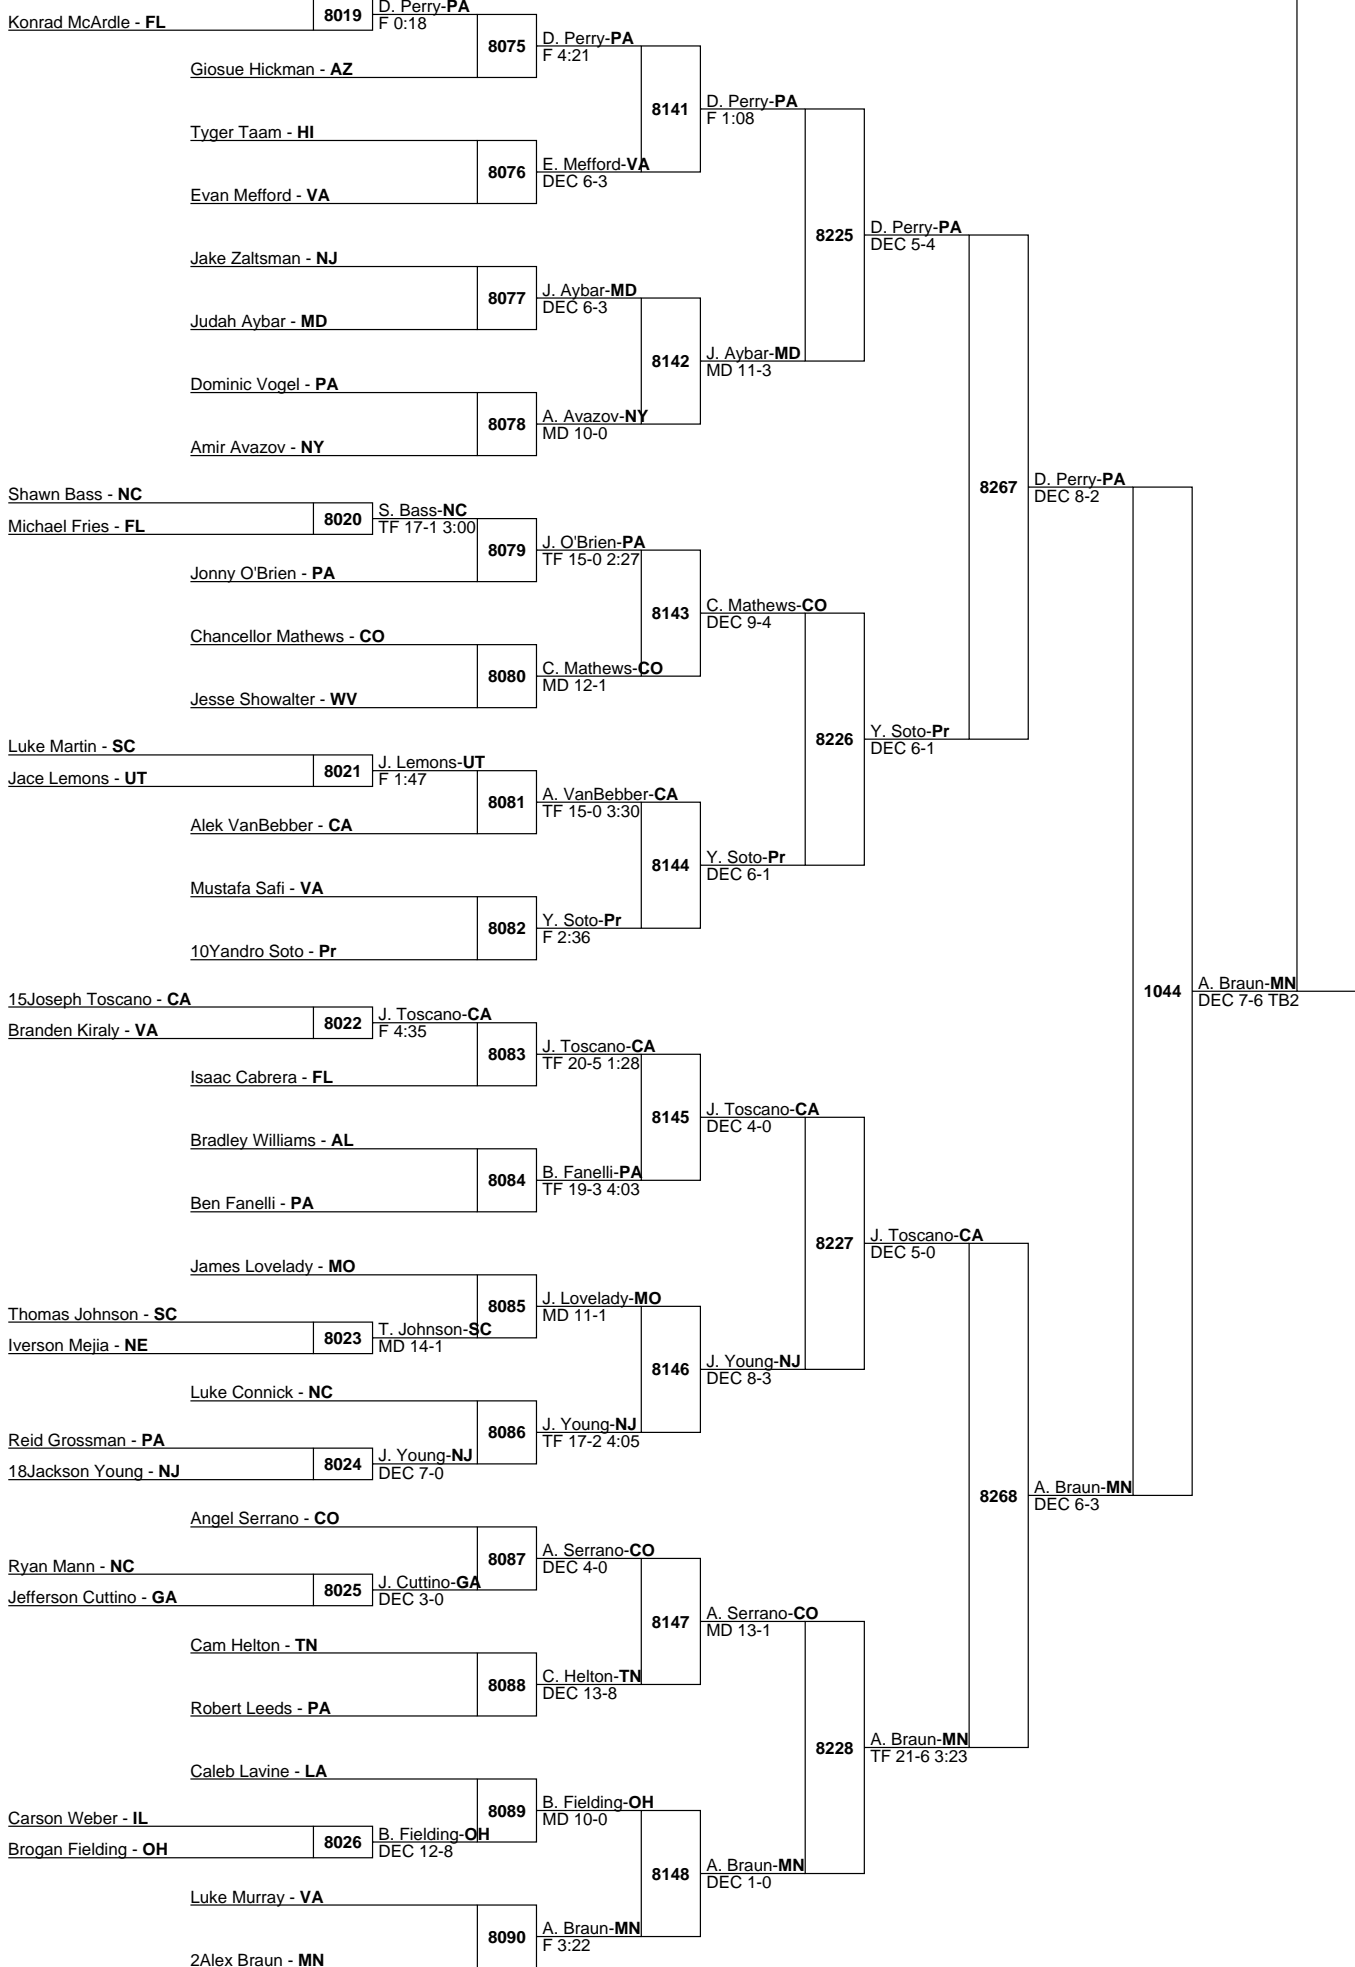 D. Perry-PA
Konrad McArdle - FL
8019
F 0:18
D. Perry-PA
8075
F 4:21
Giosue Hickman - AZ
D. Perry-PA
8141
F 1:08
Tyger Taam - HI
E. Mefford-VA
8076
DEC 6-3
Evan Mefford - VA
D. Perry-PA
8225
DEC 5-4
Jake Zaltsman - NJ
J. Aybar-MD
8077
DEC 6-3
Judah Aybar - MD
J. Aybar-MD
8142
MD 11-3
Dominic Vogel - PA
A. Avazov-NY
8078
MD 10-0
Amir Avazov - NY
D. Perry-PA
8267
DEC 8-2
Shawn Bass - NC
S. Bass-NC
8020
Michael Fries - FL
TF 17-1 3:00
J. O'Brien-PA
8079
TF 15-0 2:27
Jonny O'Brien - PA
C. Mathews-CO
8143
DEC 9-4
Chancellor Mathews - CO
C. Mathews-CO
8080
MD 12-1
Jesse Showalter - WV
Y. Soto-Pr
8226
DEC 6-1
Luke Martin - SC
J. Lemons-UT
8021
Jace Lemons - UT
F 1:47
A. VanBebber-CA
8081
TF 15-0 3:30
Alek VanBebber - CA
Y. Soto-Pr
8144
DEC 6-1
Mustafa Safi - VA
Y. Soto-Pr
8082
F 2:36
10Yandro Soto - Pr
A. Braun-MN
1044
DEC 7-6 TB2
15Joseph Toscano - CA
J. Toscano-CA
8022
Branden Kiraly - VA
F 4:35
J. Toscano-CA
8083
TF 20-5 1:28
Isaac Cabrera - FL
J. Toscano-CA
8145
DEC 4-0
Bradley Williams - AL
B. Fanelli-PA
8084
TF 19-3 4:03
Ben Fanelli - PA
J. Toscano-CA
8227
DEC 5-0
James Lovelady - MO
J. Lovelady-MO
8085
MD 11-1
Thomas Johnson - SC
T. Johnson-SC
8023
Iverson Mejia - NE
MD 14-1
J. Young-NJ
8146
DEC 8-3
Luke Connick - NC
J. Young-NJ
8086
TF 17-2 4:05
Reid Grossman - PA
J. Young-NJ
8024
18Jackson Young - NJ
DEC 7-0
A. Braun-MN
8268
DEC 6-3
Angel Serrano - CO
A. Serrano-CO
8087
DEC 4-0
Ryan Mann - NC
J. Cuttino-GA
8025
Jefferson Cuttino - GA
DEC 3-0
A. Serrano-CO
8147
MD 13-1
Cam Helton - TN
C. Helton-TN
8088
DEC 13-8
Robert Leeds - PA
A. Braun-MN
8228
TF 21-6 3:23
Caleb Lavine - LA
B. Fielding-OH
8089
MD 10-0
Carson Weber - IL
B. Fielding-OH
8026
Brogan Fielding - OH
DEC 12-8
A. Braun-MN
8148
DEC 1-0
Luke Murray - VA
A. Braun-MN
8090
F 3:22
2Alex Braun - MN